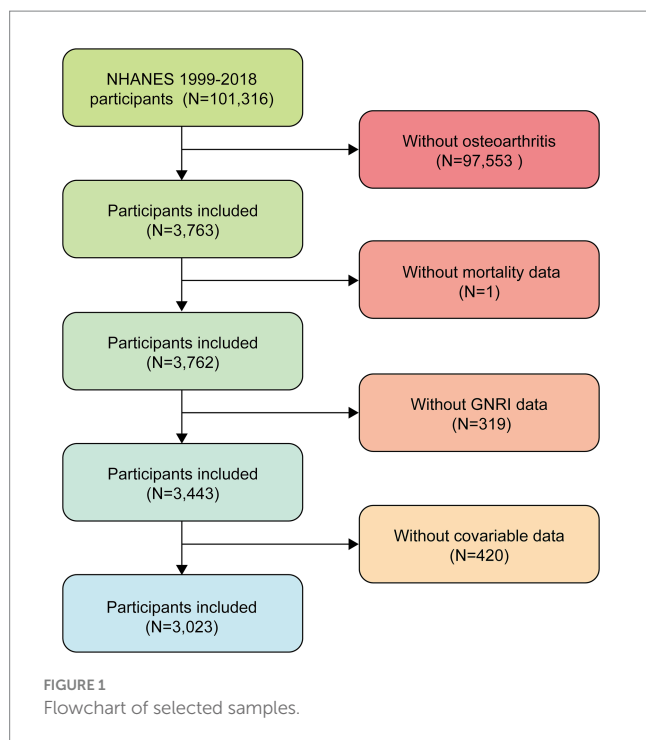 NHANES 1999-2018
participants (N=101,316)
Without osteoarthritis
(N=97,553 )
Participants included
(N=3,763)
Without mortality data
(N=1)
Participants included
(N=3,762)
Without GNRI data
(N=319)
Participants included
(N=3,443)
Without covariable data
(N=420)
Participants included
(N=3,023)
FIGURE 1
Flowchart of selected samples.